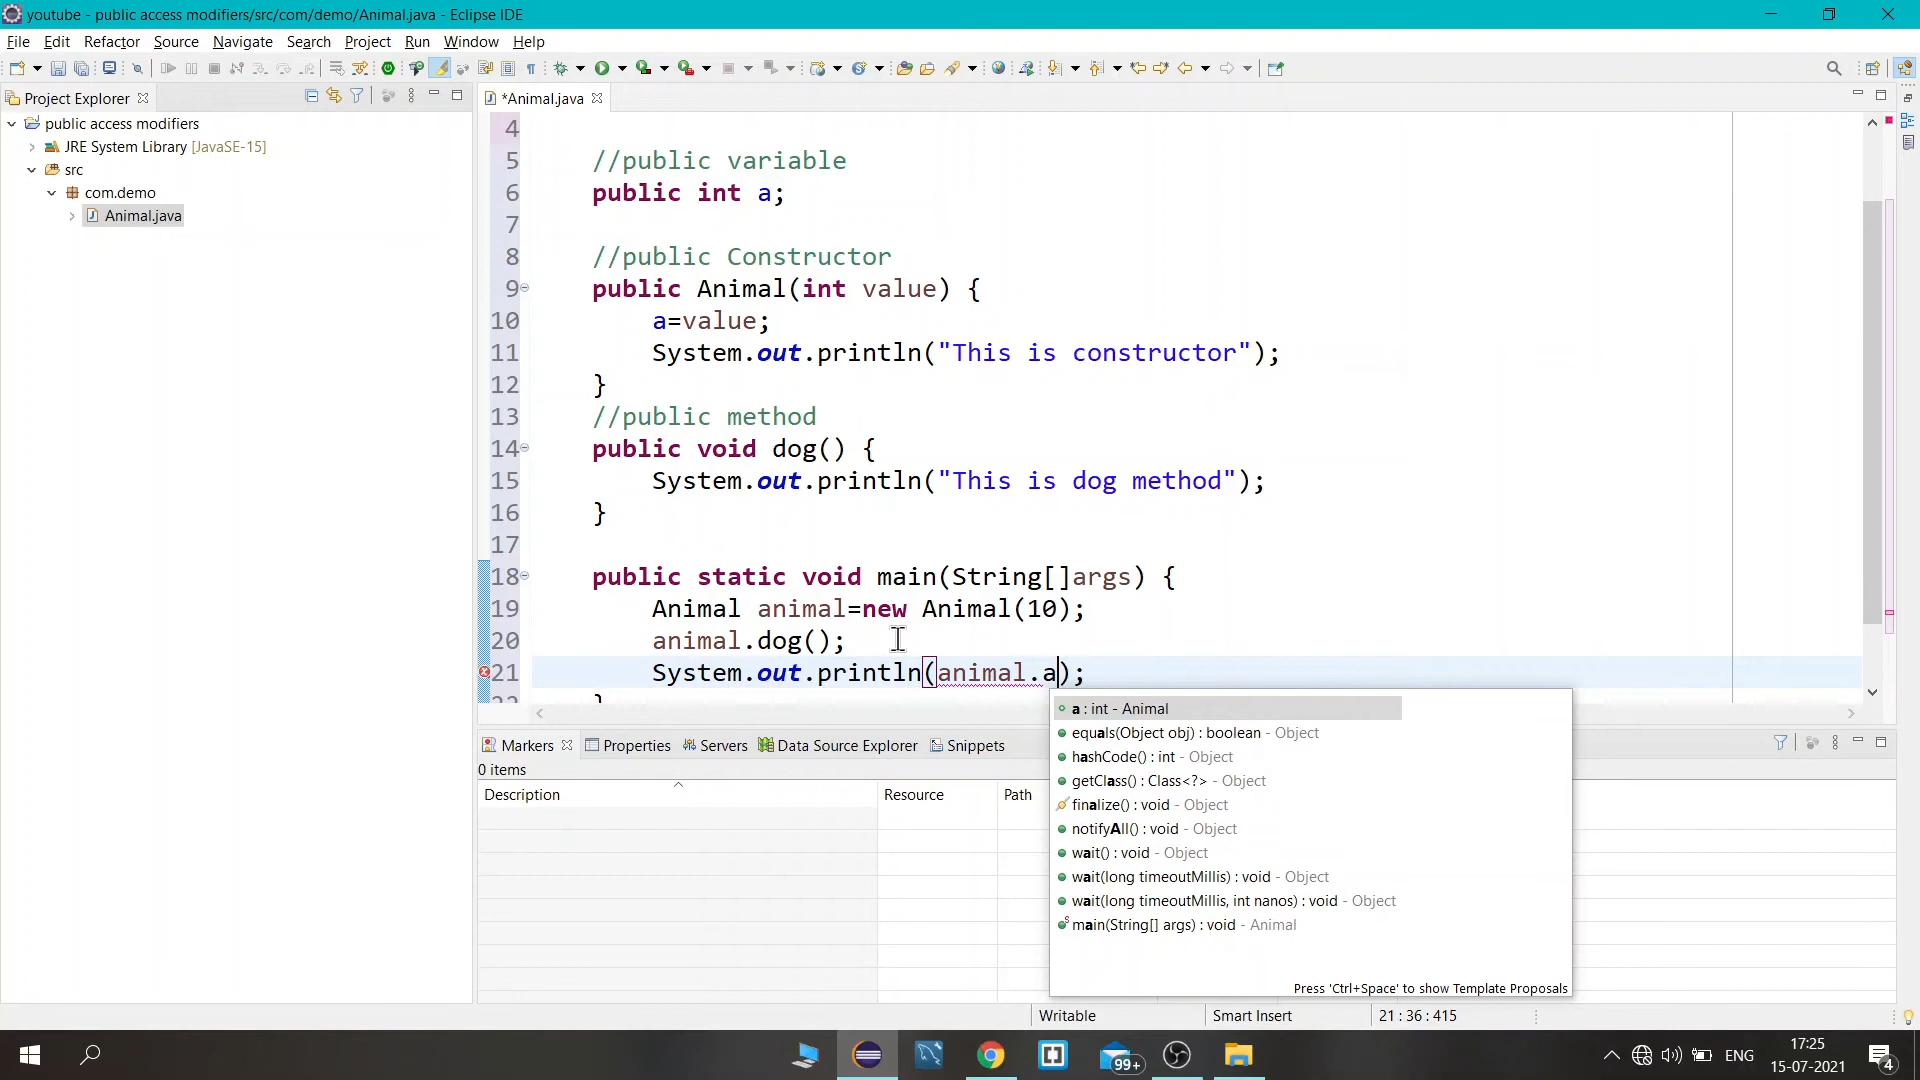 youtube - public access modifiers/src/com/demo/Animal.java - Eclipse IDE
File Edit Refactor Source Navigate Search Project Run Window Help
Project Explorer
*Animal.java
public access modifiers
JRE System Library [JavaSE-15]
src
com.demo
Animal.java
4
5 //public variable
6 public int a;
7
8 //public Constructor
9 public Animal(int value) {
10 a=value;
11 System.out.println("This is constructor");
12 }
13 //public method
14 public void dog() {
15 System.out.println("This is dog method");
16 }
17
18 public static void main(String[]args) {
19 Animal animal=new Animal(10);
20 animal.dog();
21 System.out.println(animal.a);
22 }
a : int - Animal
equals(Object obj) : boolean - Object
hashCode() : int - Object
getClass() : Class<?> - Object
finalize() : void - Object
notifyAll() : void - Object
wait() : void - Object
wait(long timeoutMillis) : void - Object
wait(long timeoutMillis, int nanos) : void - Object
main(String[] args) : void - Animal
Press 'Ctrl+Space' to show Template Proposals
Markers Properties Servers Data Source Explorer Snippets
0 items
Description Resource Path
Writable Smart Insert 21 : 36 : 415
99+
ENG
17:25
15-07-2021
4